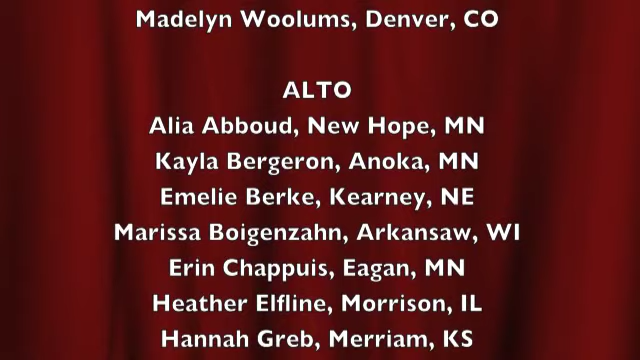 Madelyn Woolums, Denver, CO
ALTO
Alia Abboud, New Hope, MN
Kayla Bergeron, Anoka, MN
Emelie Berke, Kearney, NE
Marissa Boigenzahn, Arkansaw, WI
Erin Chappuis, Eagan, MN
Heather Elfline, Morrison, IL
Hannah Greb, Merriam, KS